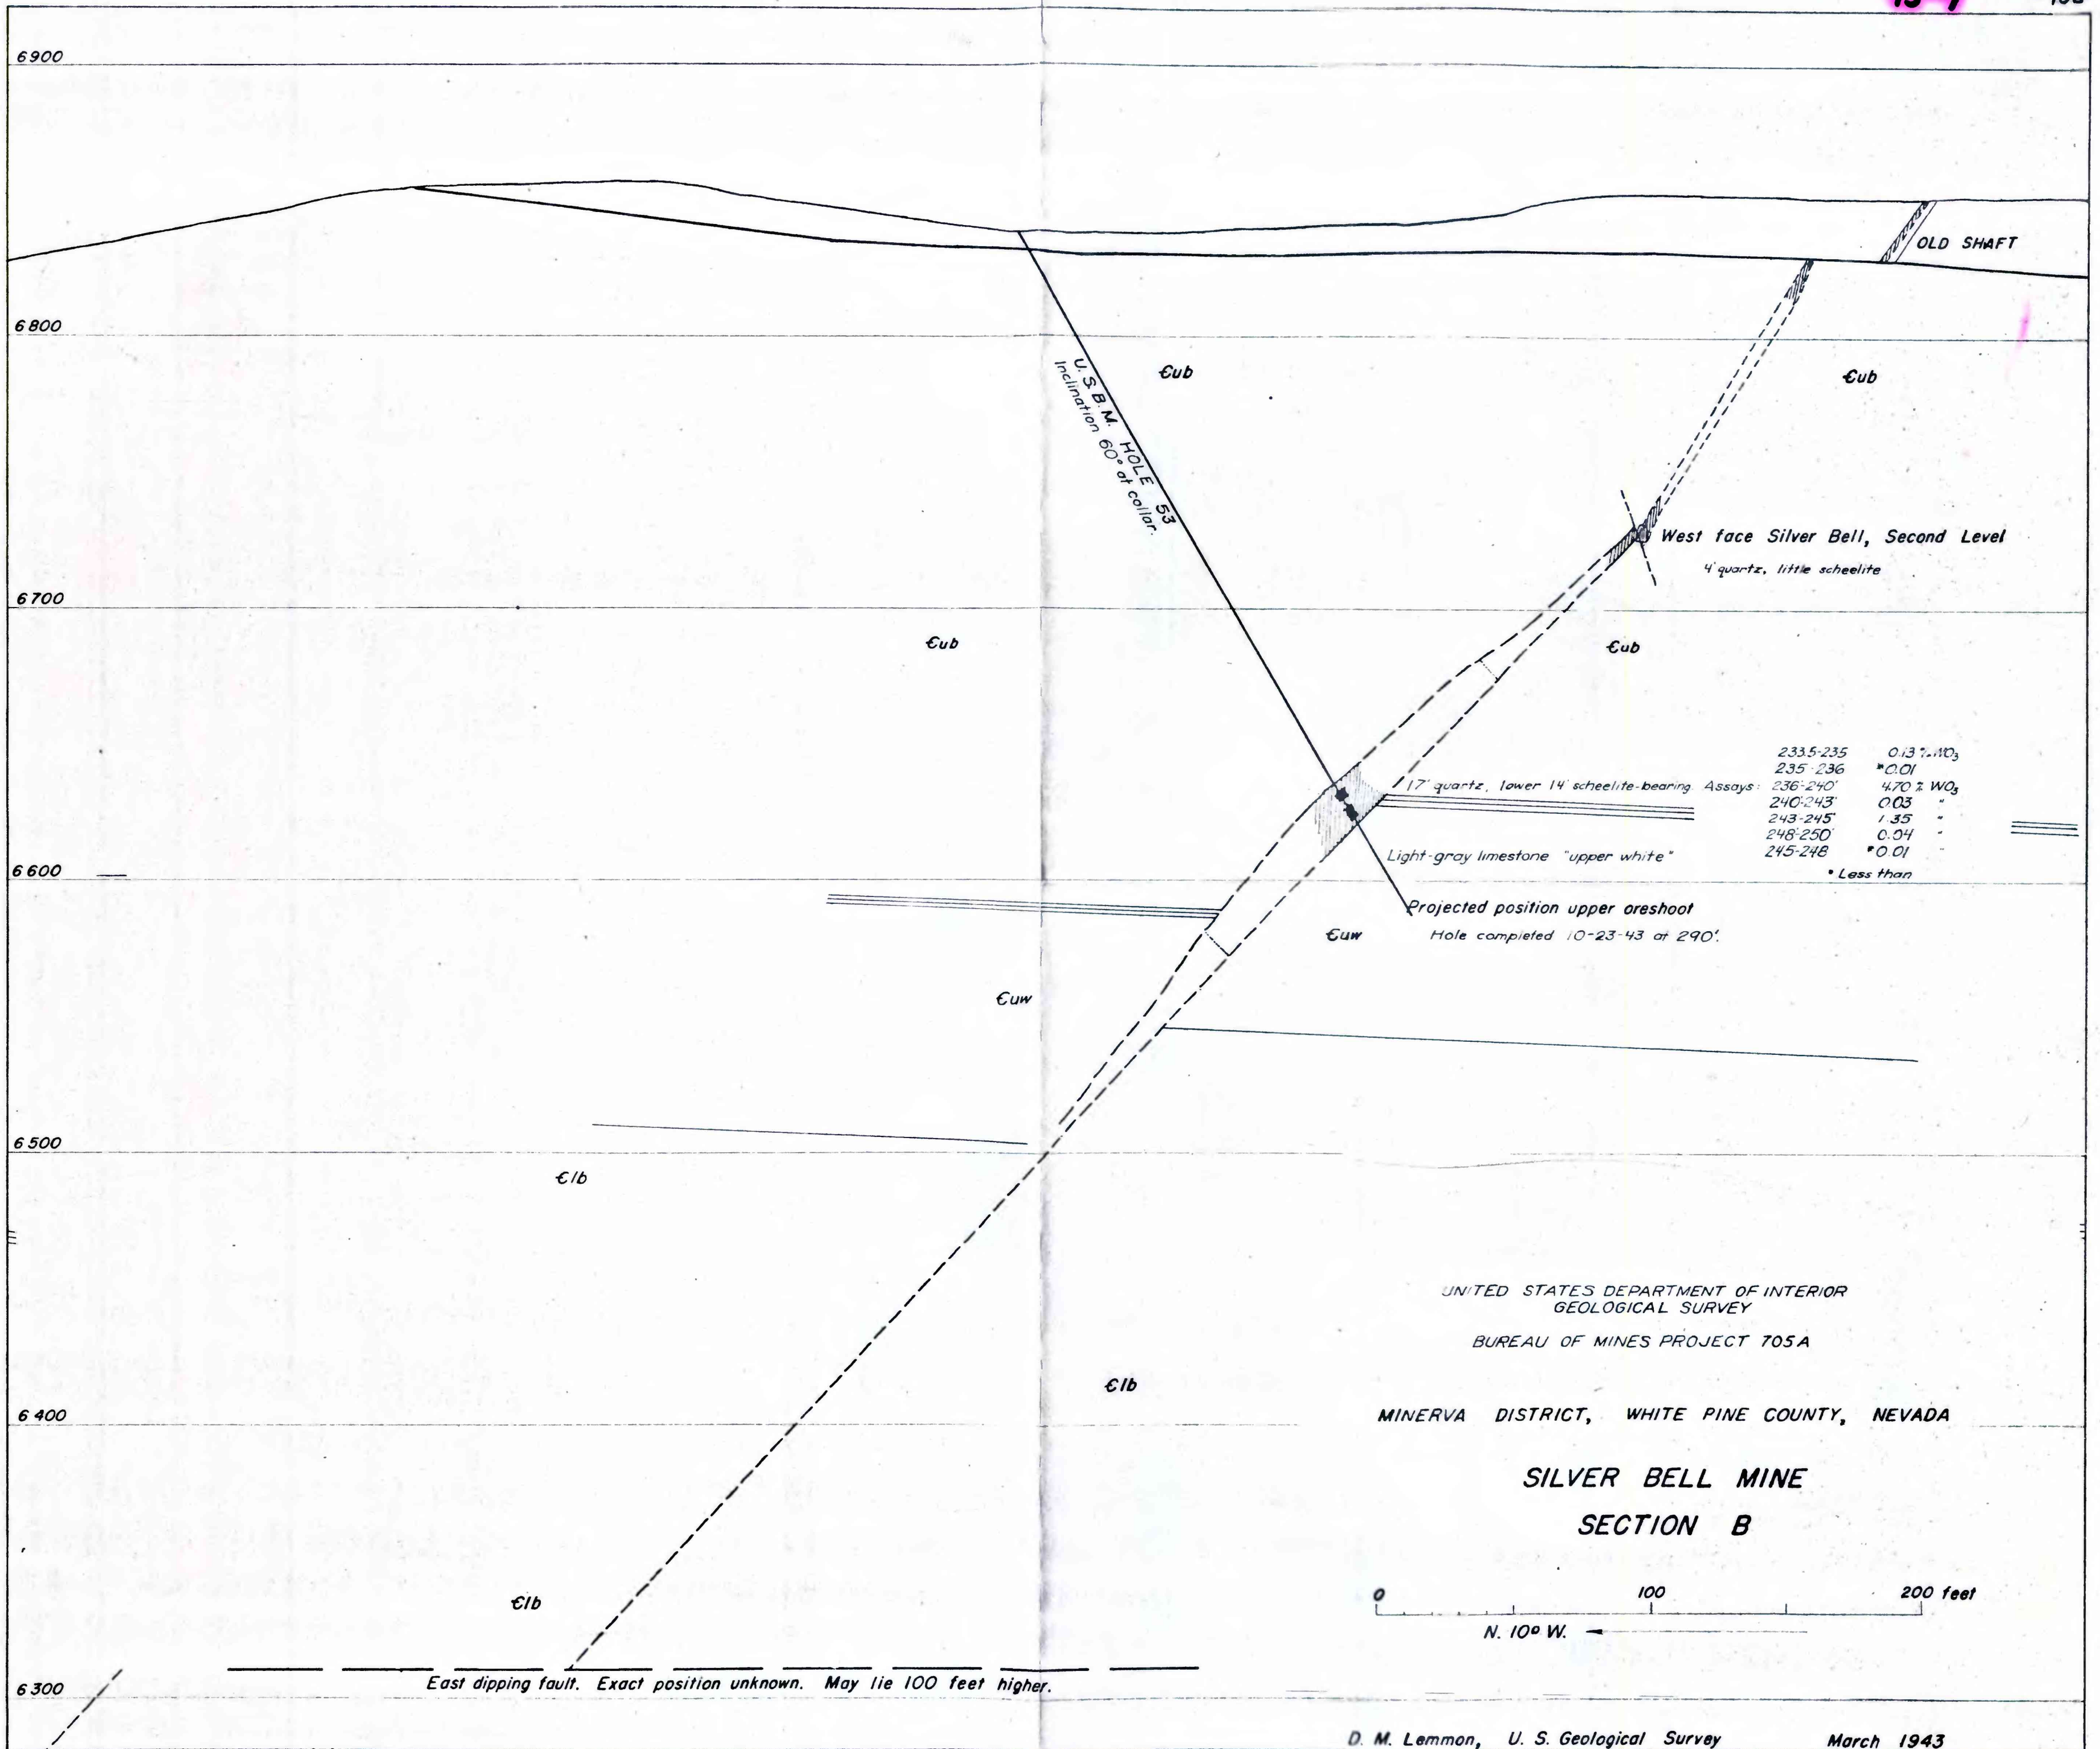 6900
OLD SHAFT
6800
Єub
Єub
U.S.B.M. HOLE 53
Inclination 60° at collar.
West face Silver Bell, Second Level
4' quartz, little scheelite
6700
Єub
Єub
233.5-235 0.13 % WO3
235-236 *0.01
17' quartz, lower 14' scheelite-bearing. Assays: 236-240' 4.70 % WO3
240-243' 0.03 "
243-245' 1.35 "
248-250' 0.04 "
Light-gray limestone "upper white" 245-248 *0.01 "
6600
* Less than
Projected position upper oreshoot
Єuw
Hole completed 10-23-43 at 290'.
Єuw
6500
Єlb
UNITED STATES DEPARTMENT OF INTERIOR
GEOLOGICAL SURVEY
BUREAU OF MINES PROJECT 705A
Єlb
6400
MINERVA DISTRICT, WHITE PINE COUNTY, NEVADA
SILVER BELL MINE
SECTION B
0 100 200 feet
Єlb
N. 10° W.
East dipping fault. Exact position unknown. May lie 100 feet higher.
6300
D. M. Lemmon, U. S. Geological Survey March 1943